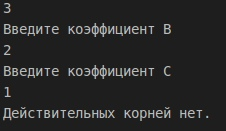 3
Введите коэффициент B
2
Введите коэффициент C
1
Действительных корней нет.